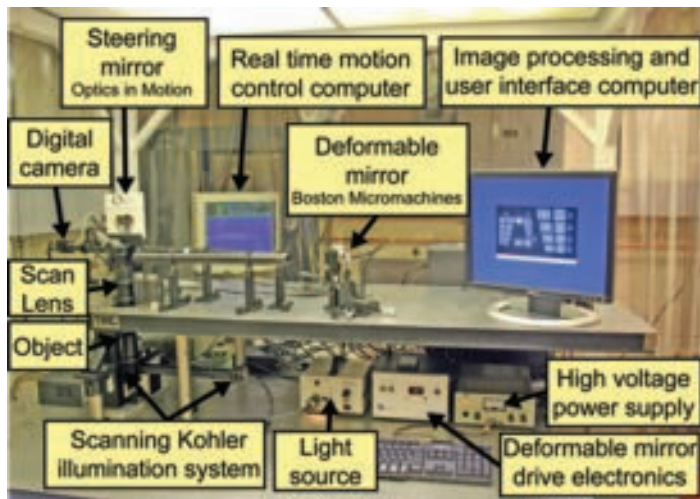 Steering
mirror
Optics in Motion
Real time motion
control computer
Image processing and
user interface computer
Digital
camera
Deformable
mirror
Boston Micromachines
Scan
Lens
Object
High voltage
power supply
Scanning Kohler
illumination system
Light
source
Deformable mirror
drive electronics